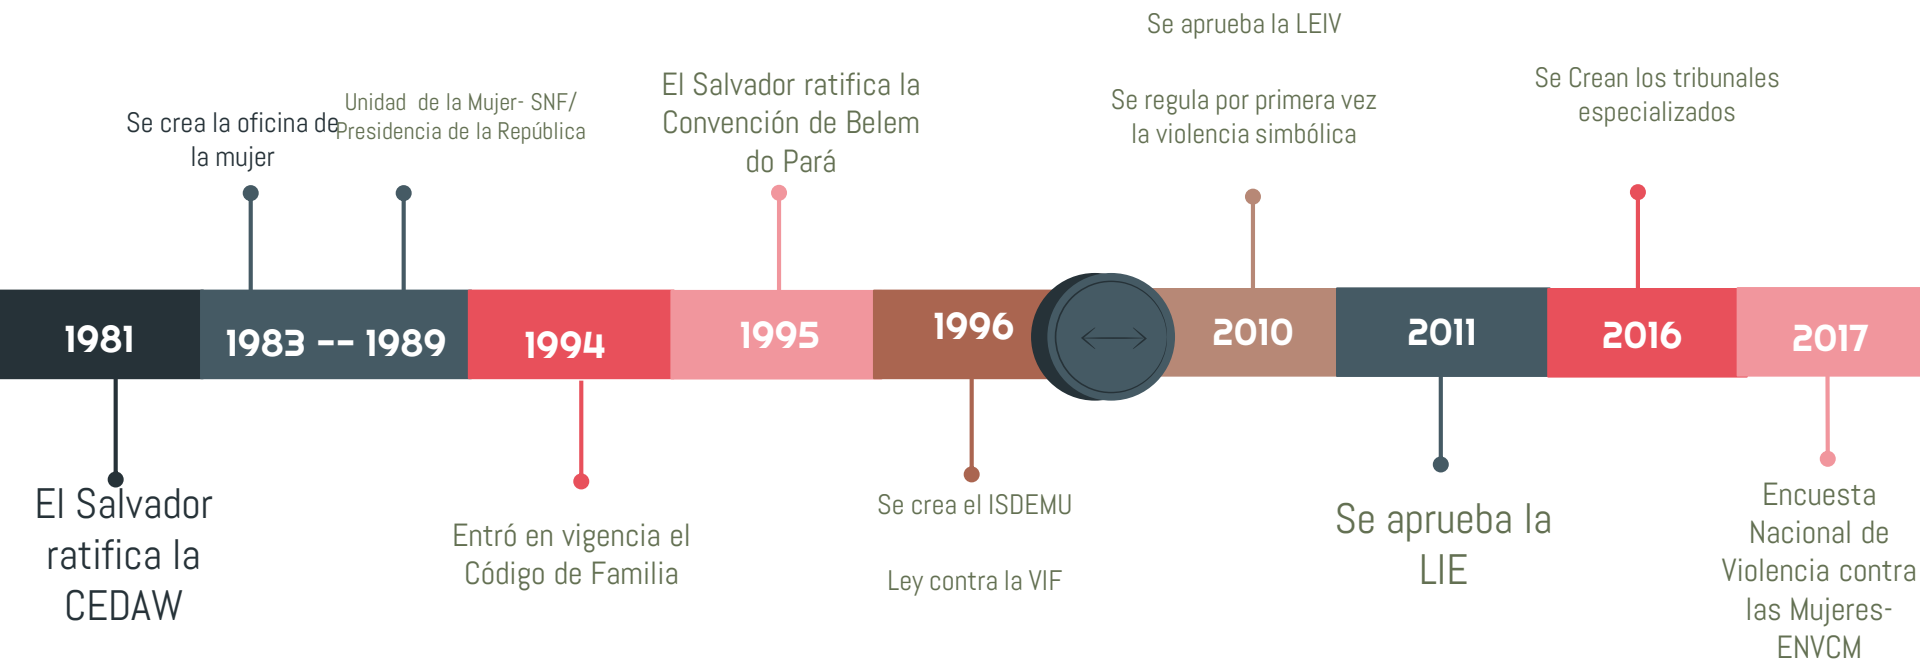 Se aprueba la LEIV
Se regula por primera vez
la violencia simbólica
El Salvador ratifica la
Convención de Belem
do Pará
Se Crean los tribunales
especializados
Unidad  de la Mujer- SNF/
Presidencia de la República
Se crea la oficina de
la mujer
1981
1983 -- 1989
1994
1995
1996
2010
2011
2016
2017
El Salvador
ratifica la
CEDAW
Entró en vigencia el
Código de Familia
Se crea el ISDEMU
Ley contra la VIF
Se aprueba la
LIE
Encuesta
Nacional de
Violencia contra
las Mujeres-
ENVCM